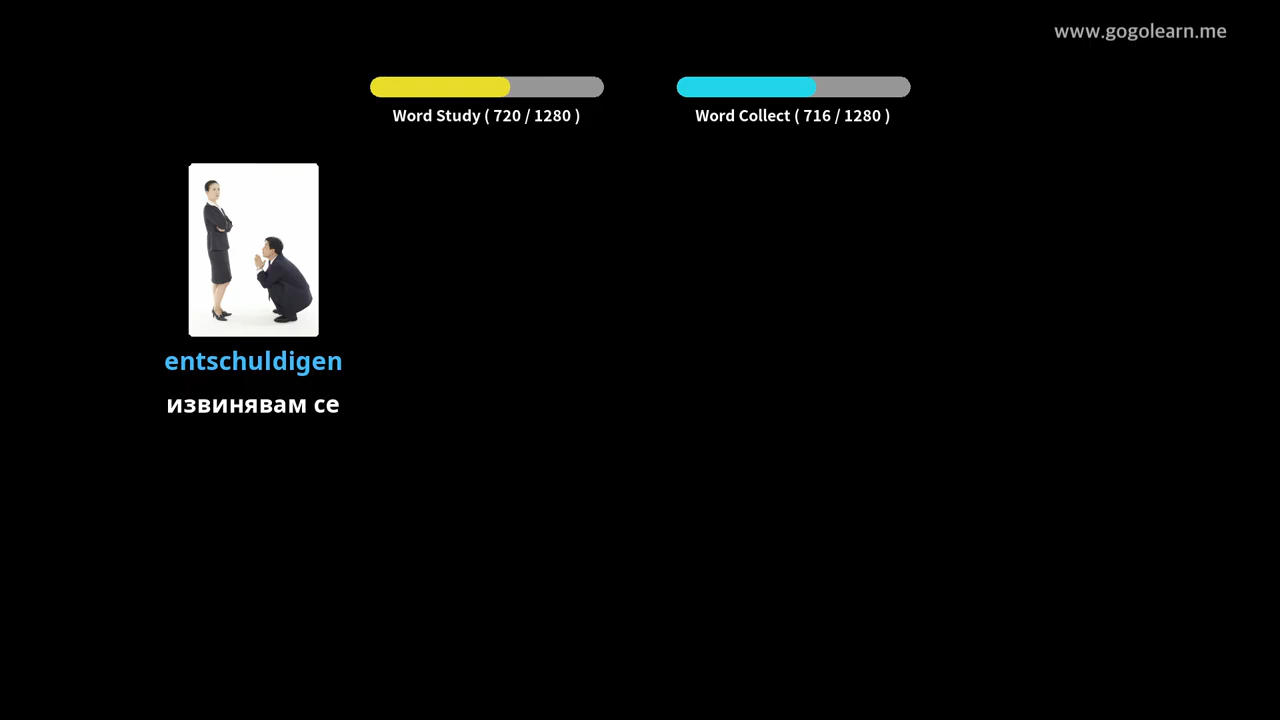 www.gogolearn.me
Word Study ( 720 / 1280 )
Word Collect ( 716 / 1280 )
entschuldigen
извинявам се